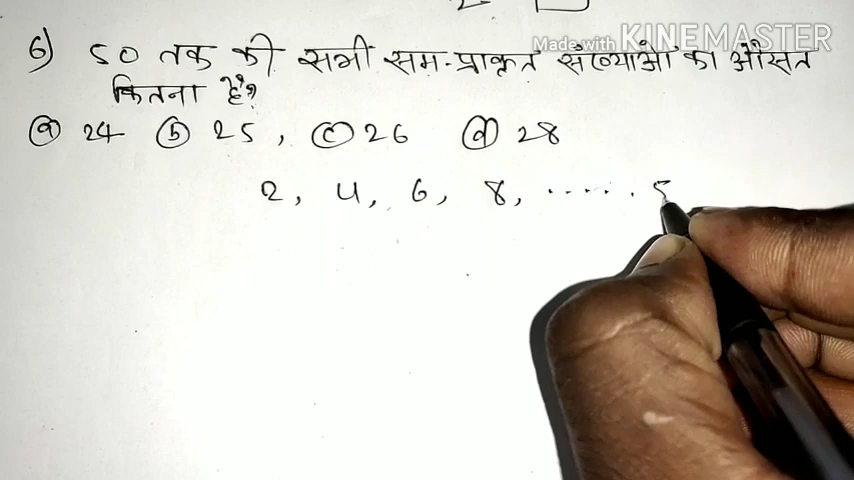 Made with KINEMASTER
6) 50 तक की सभी सम-प्राकृत संख्याओं का औसत
कितना है?
ⓐ 24 ⓑ 25, ⓒ 26 ⓓ 28
2, 4, 6, 8, ...... 5